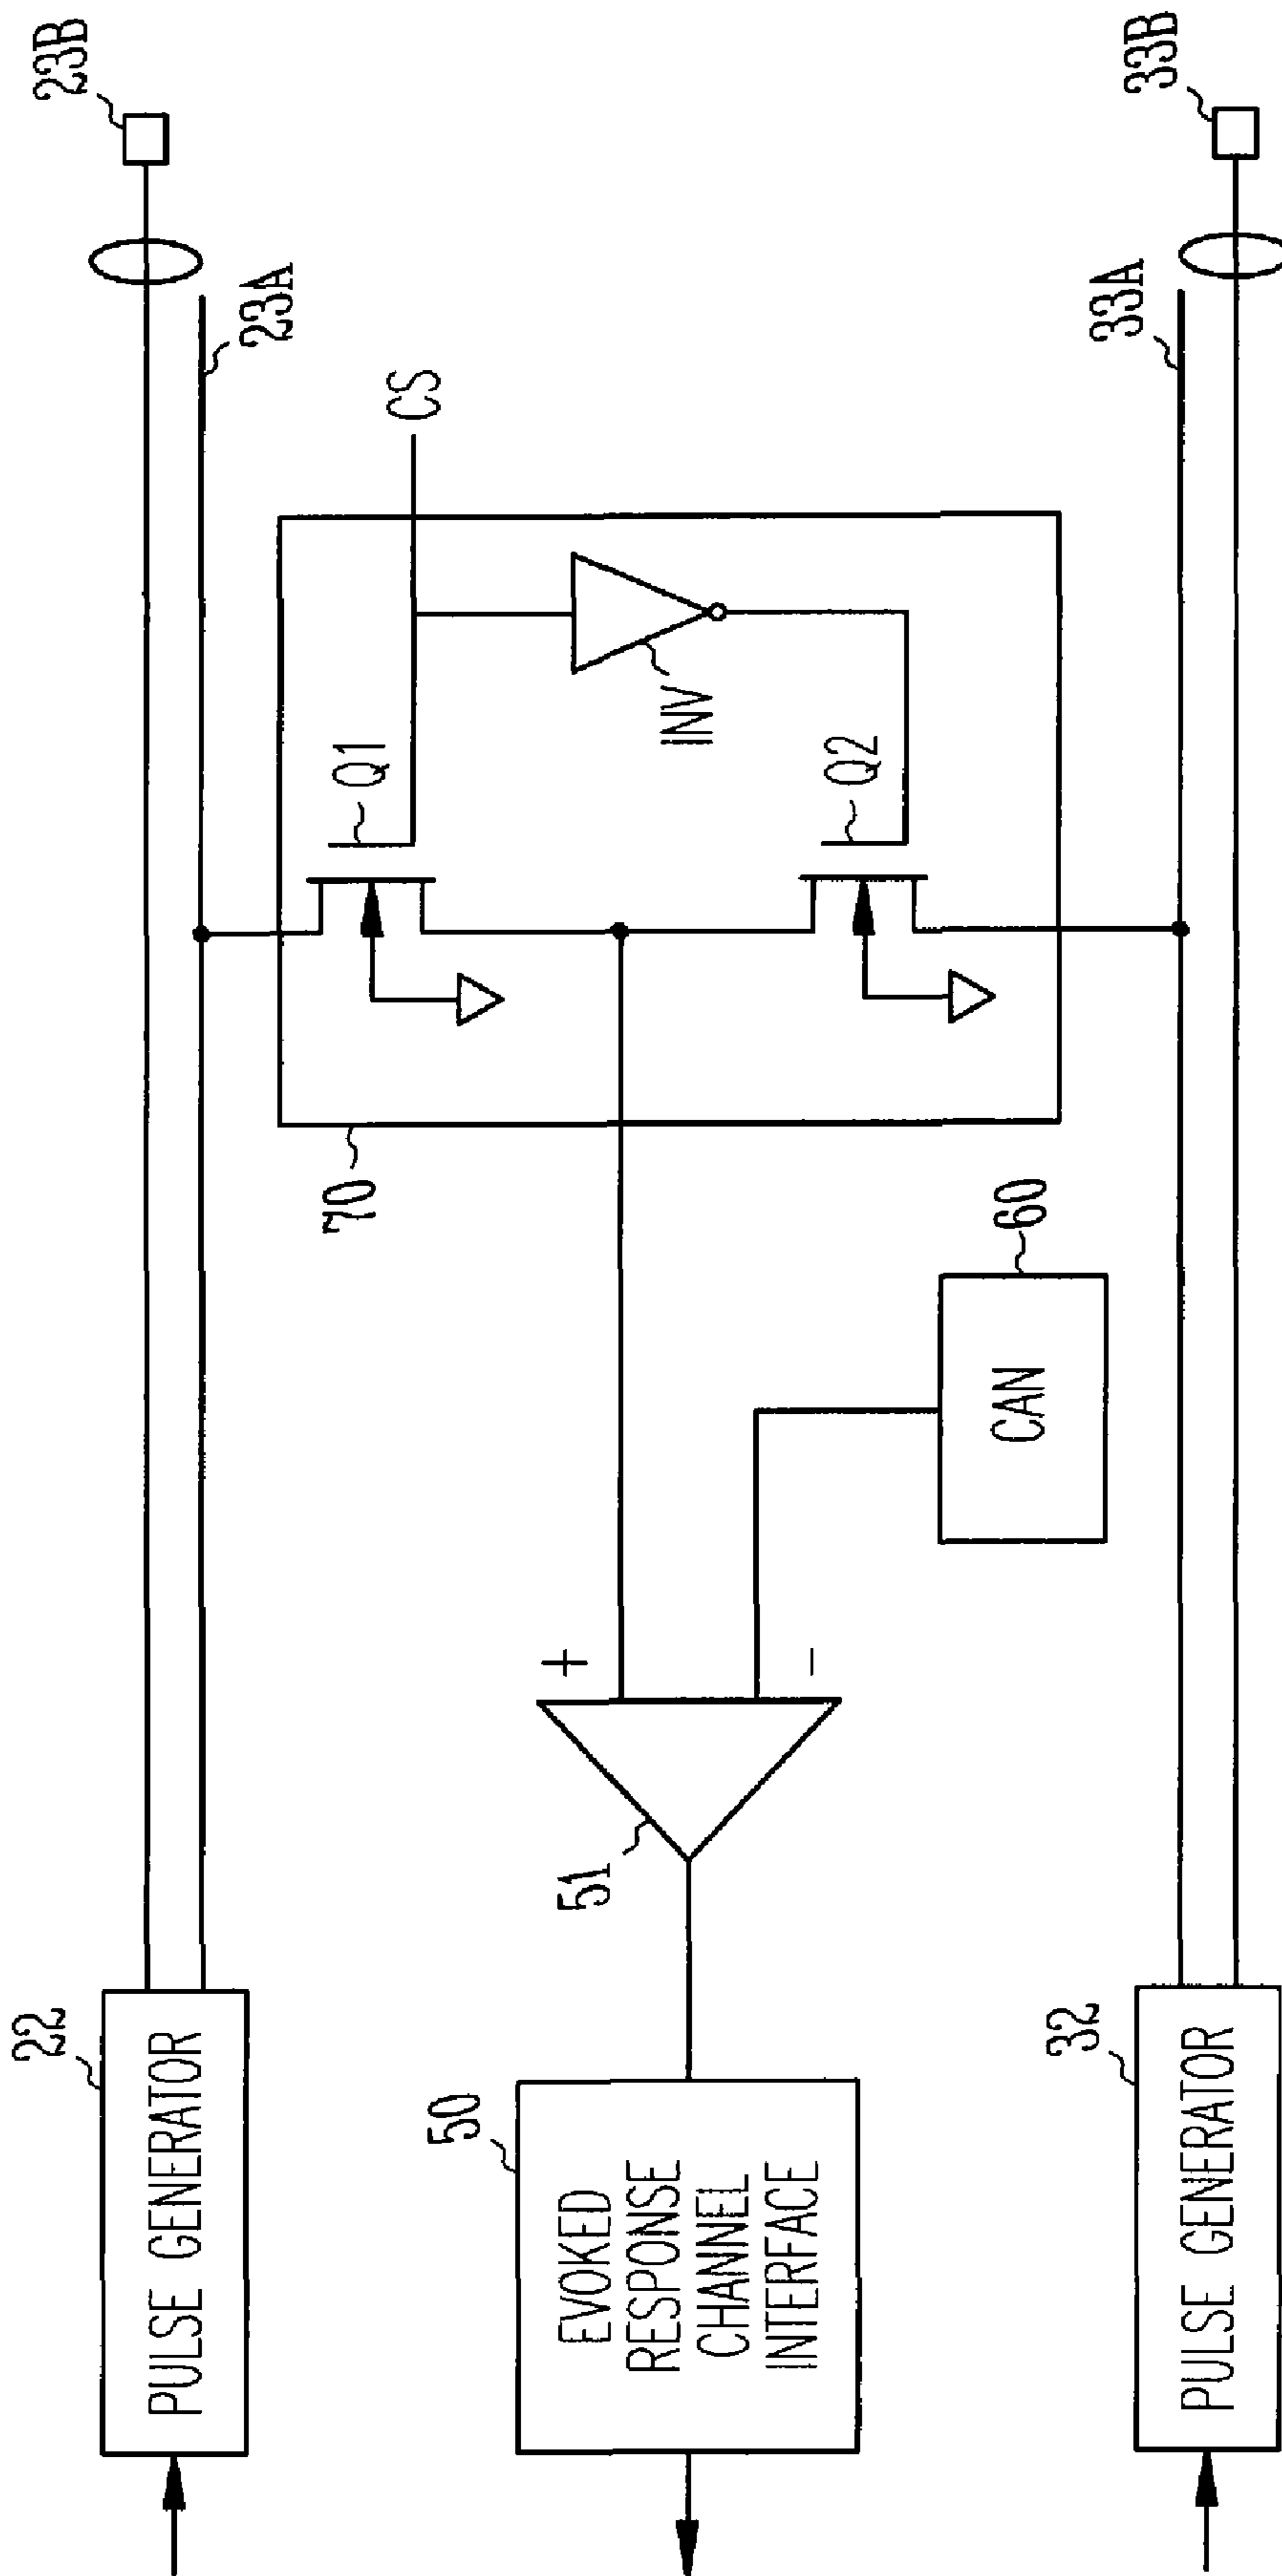 23B
33B
23A
33A
CS
INV
Q1
Q2
70
60
CAN
+
-
51
22
PULSE GENERATOR
50
EVOKED
RESPONSE
CHANNEL
INTERFACE
32
PULSE GENERATOR